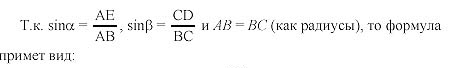 Т.к. sinα = AE/AB, sinβ = CD/BC и AB = BC (как радиусы), то формула
примет вид: